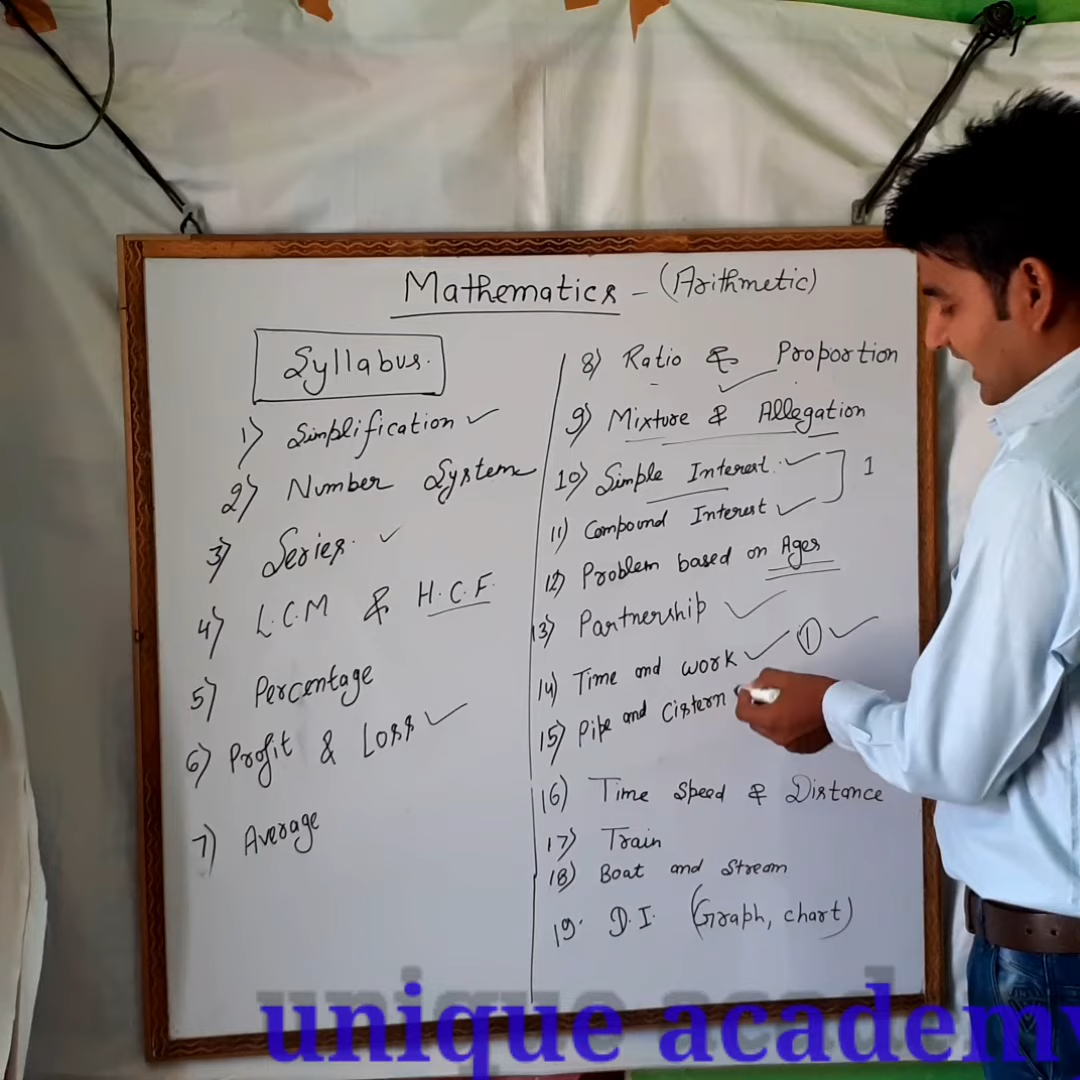 Mathematics - (Arithmetic)
Syllabus.
1) Simplification ✓
2) Number System
3) Series. ✓
4) L.C.M & H.C.F.
5) Percentage
6) Profit & Loss ✓
7) Average
8) Ratio & Proportion
9) Mixture & Allegation
10) Simple Interest. ✓ ] 1
11) Compound Interest ✓
12) Problem based on Ages
13) Partnership ✓
14) Time and work ✓ ① ✓
15) Pipe and Cistern
16) Time Speed & Distance
17) Train
18) Boat and Stream
19. D.I. (Graph, chart)
unique academy